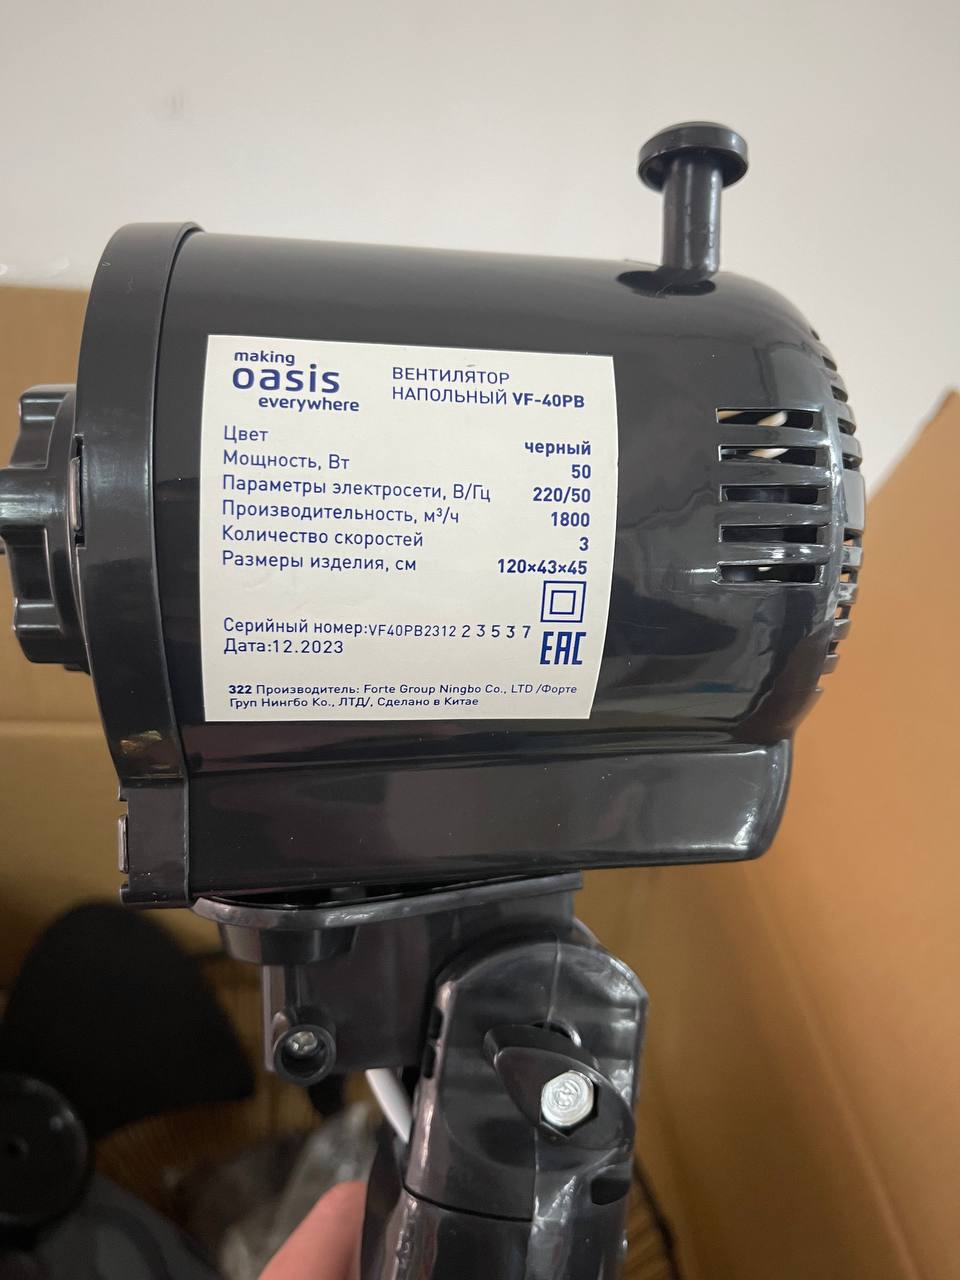 making
oasis
everywhere
ВЕНТИЛЯТОР
НАПОЛЬНЫЙ VF-40PB
Цвет черный
Мощность, Вт 50
Параметры электросети, В/Гц 220/50
Производительность, м³/ч 1800
Количество скоростей 3
Размеры изделия, см 120×43×45
Серийный номер:VF40PB2312 2 3 5 3 7
Дата:12.2023
EAC
322 Производитель: Forte Group Ningbo Co., LTD /Форте
Груп Нингбо Ко., ЛТД/, Сделано в Китае